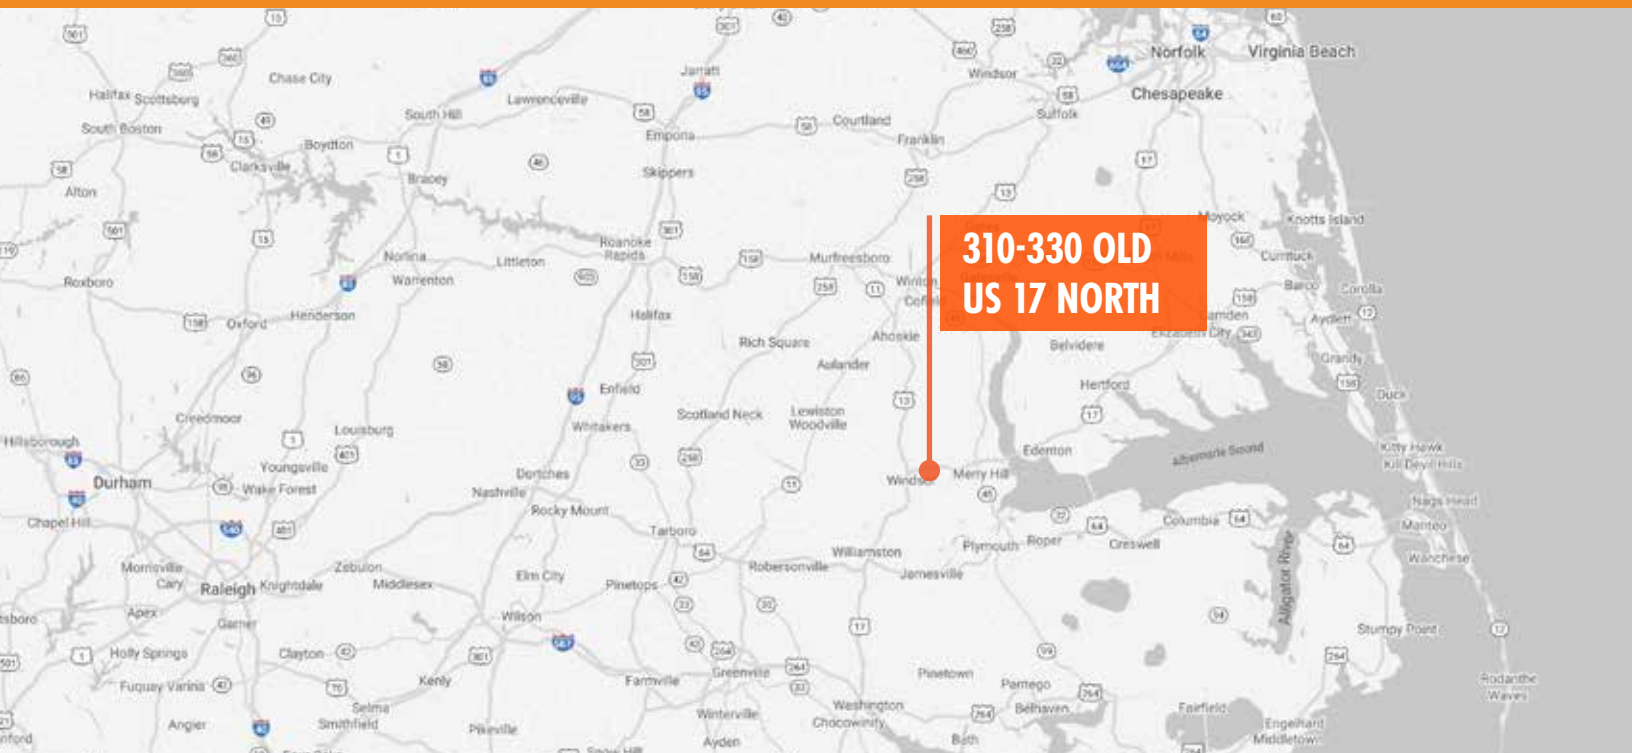 Norfolk
Virginia Beach
Chase City
Jarratt
Windsor
Halifax
Scottsburg
Lawrenceville
Chesapeake
South Hill
Suffolk
South Boston
Courtland
Emporia
Franklin
Boydton
Clarksville
Skippers
Bracey
Alton
Moyock
Knotts Island
310-330 OLD
US 17 NORTH
Roanoke
Rapids
Norlina
Littleton
Murfreesboro
Currituck
Roxboro
Warrenton
Barco
Corolla
Henderson
Halifax
Oxford
Camden
Aydlett
Elizabeth City
Rich Square
Ahoskie
Belvidere
Aulander
Grandy
Hertford
Enfield
Duck
Creedmoor
Scotland Neck
Lewiston
Woodville
Whitakers
Louisburg
Hillsborough
Edenton
Albemarle Sound
Kitty Hawk
Kill Devil Hills
Youngsville
Dortches
Merry Hill
Durham
Wake Forest
Nashville
Nags Head
Rocky Mount
Chapel Hill
Columbia
Manteo
Tarboro
Roper
Plymouth
Creswell
Williamston
Wanchese
Morrisville
Zebulon
Robersonville
Jamesville
Cary
Raleigh
Knightdale
Middlesex
Elm City
Pinetops
Alligator River
Apex
Garner
Wilson
Stumpy Point
Holly Springs
Clayton
Pinetown
Greenville
Fuquay Varina
Kenly
Farmville
Pantego
Rodanthe
Waves
Selma
Smithfield
Washington
Belhaven
Fairfield
Angier
Winterville
Chocowinity
Engelhard
Pikeville
Ayden
Bath
Middletown